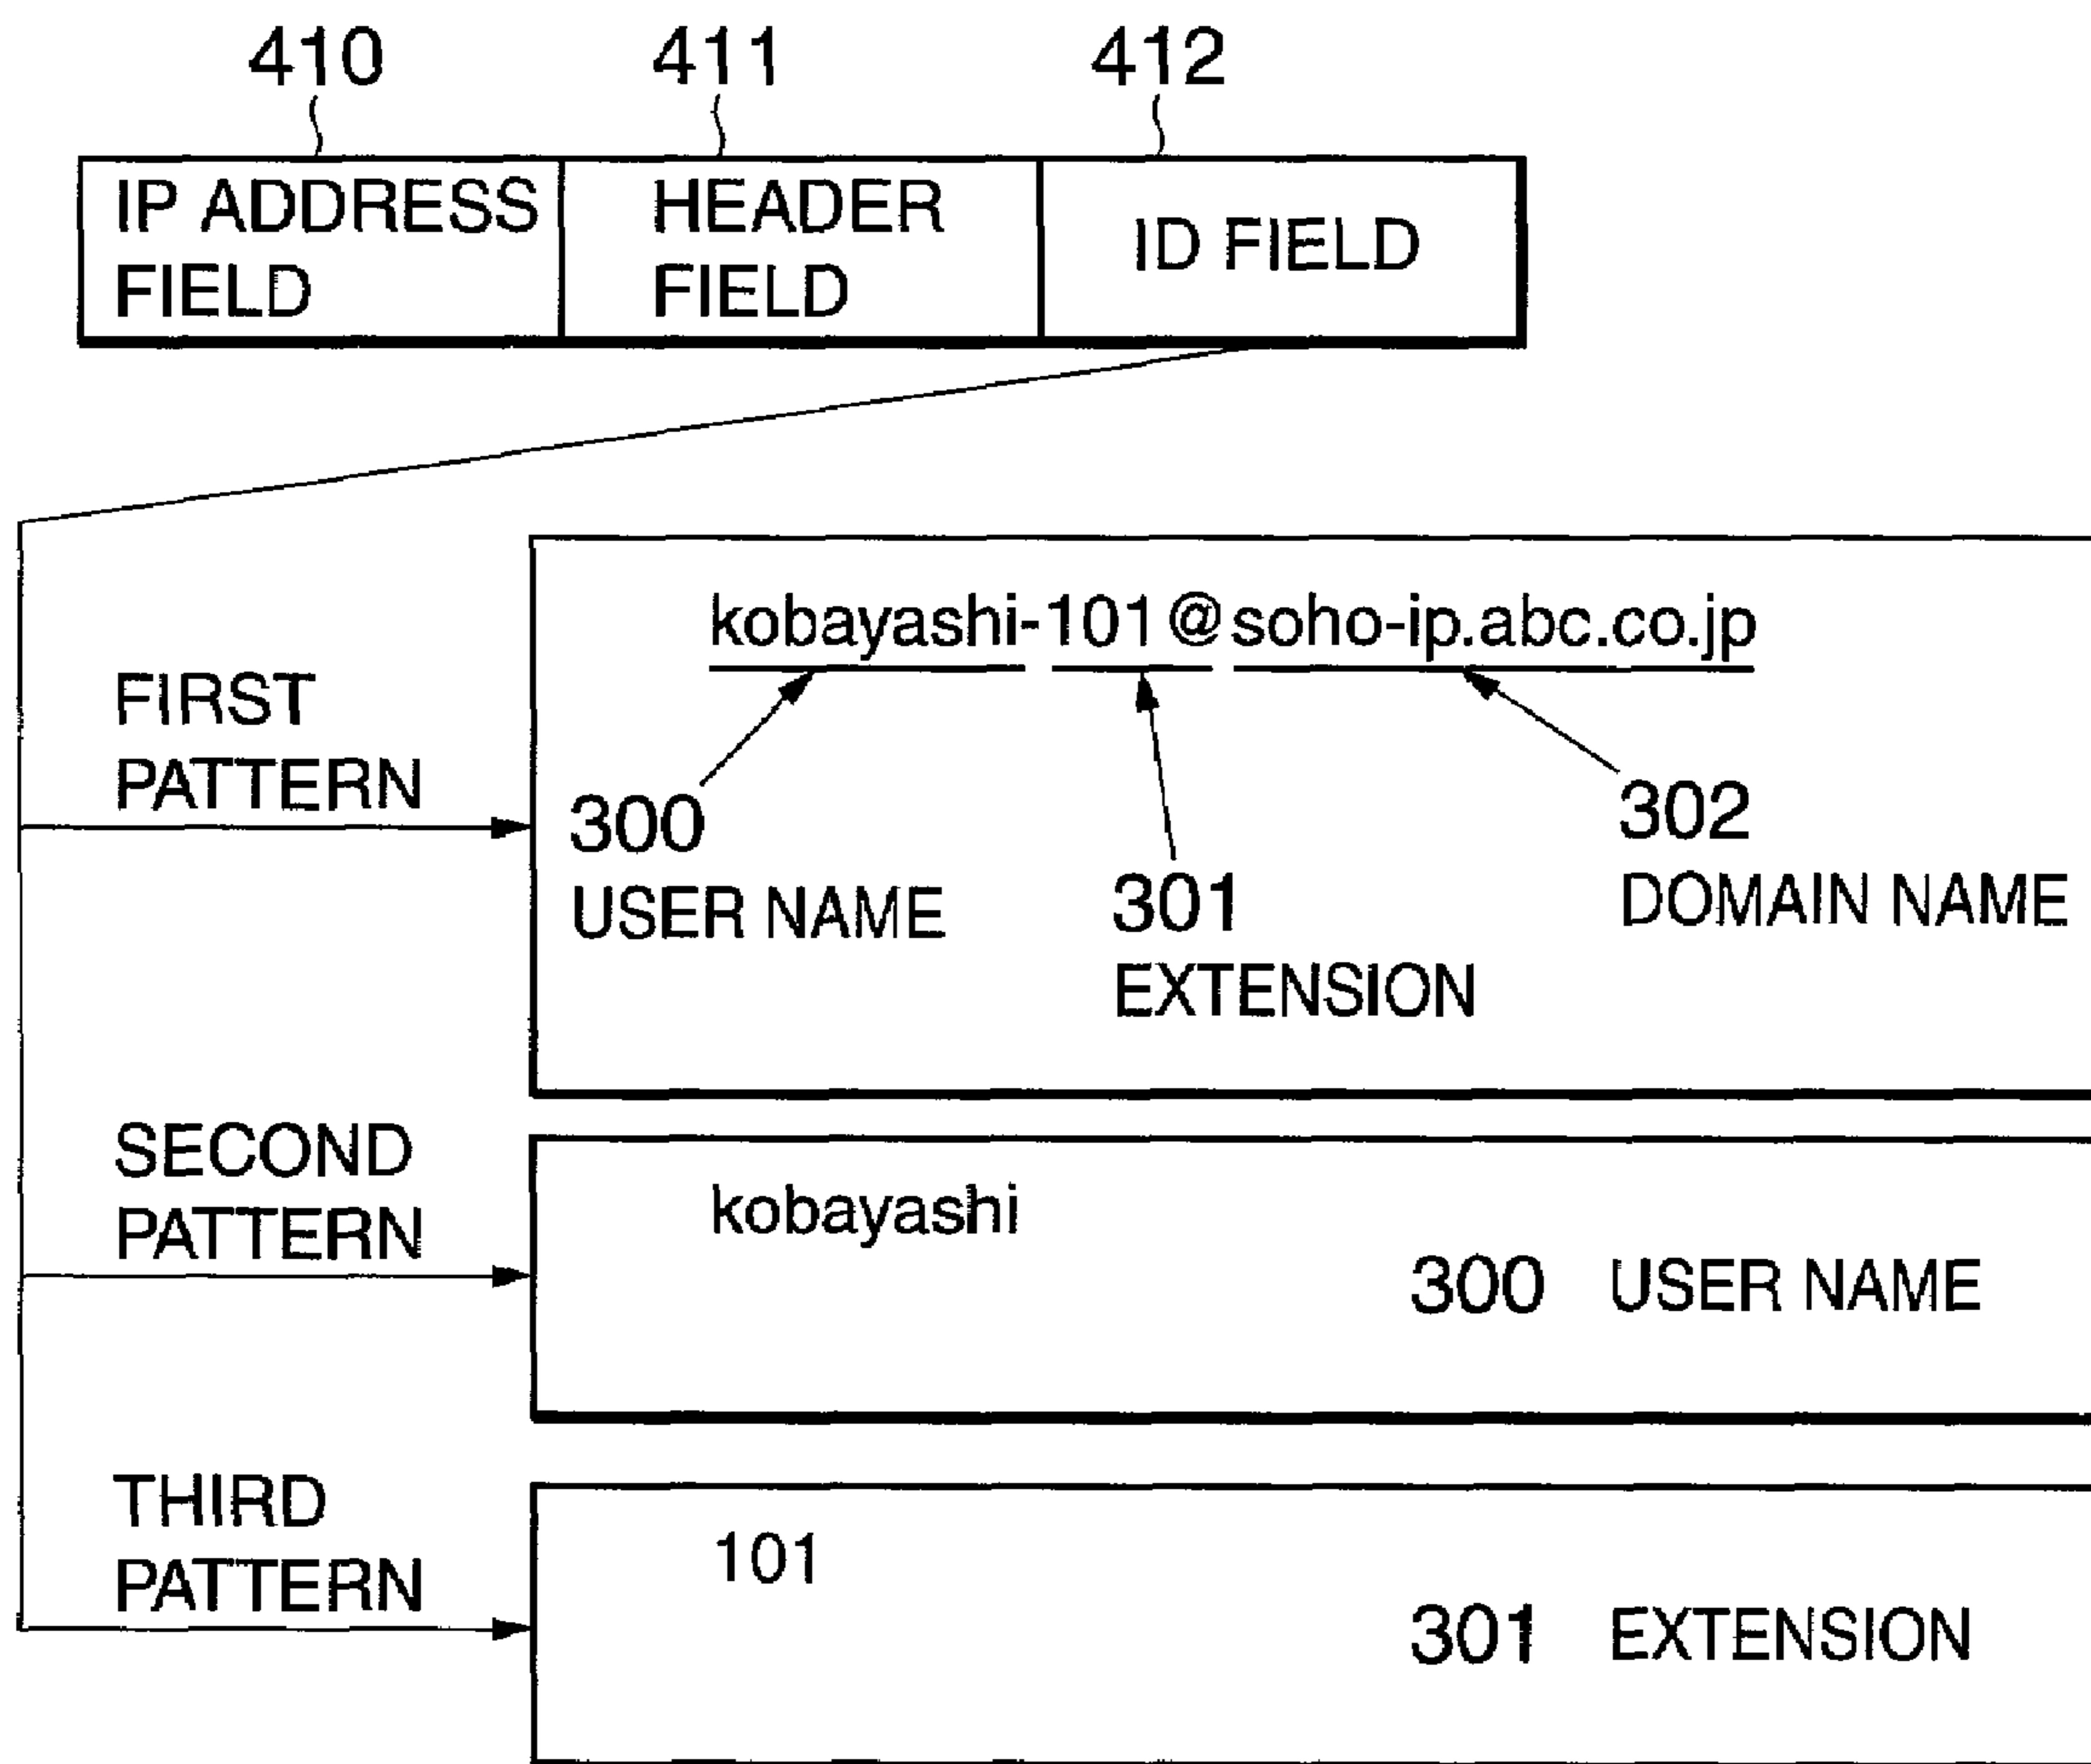 410 411 412
IP ADDRESS FIELD
HEADER FIELD
ID FIELD
FIRST PATTERN
kobayashi-101@soho-ip.abc.co.jp
300
USER NAME
301
EXTENSION
302
DOMAIN NAME
SECOND PATTERN
kobayashi
300 USER NAME
THIRD PATTERN
101
301 EXTENSION